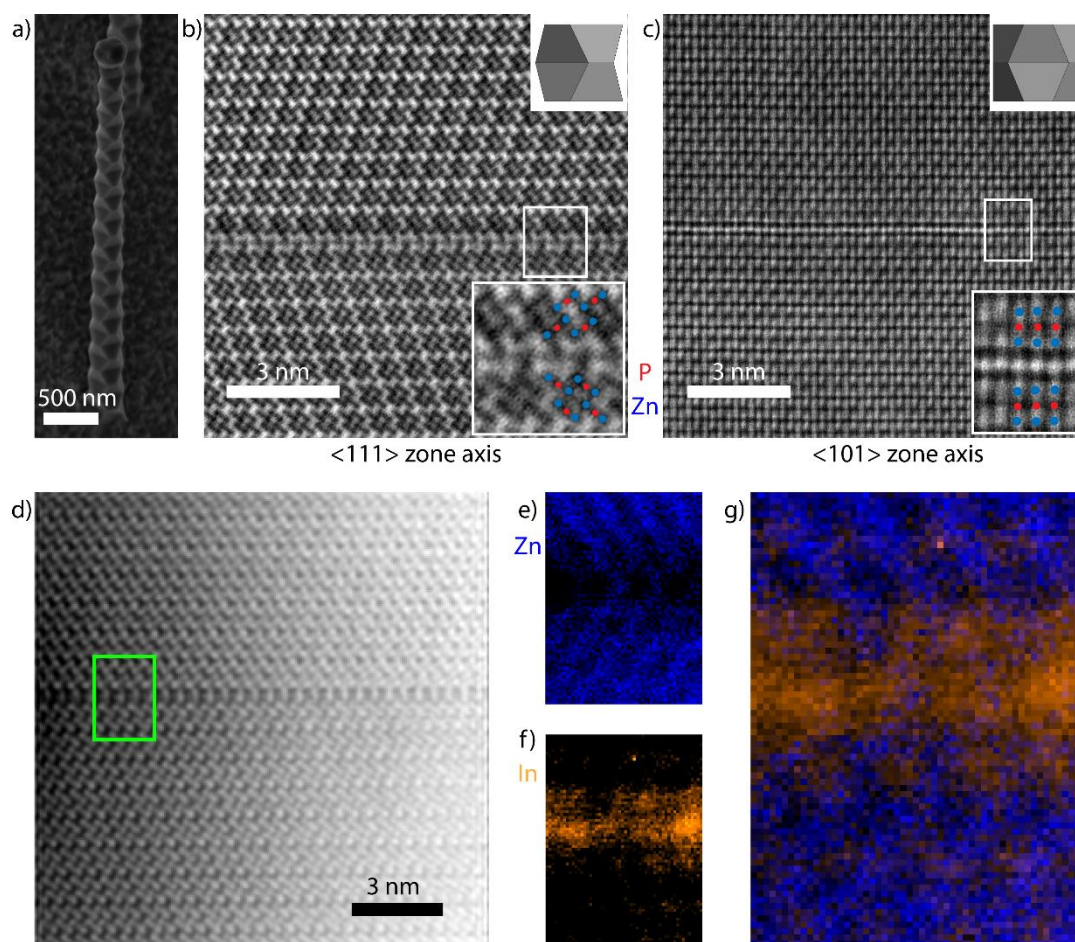 a)
500 nm
b)
3 nm
<111> zone axis
P
Zn
c)
3 nm
<101> zone axis
d)
3 nm
e)
Zn
f)
In
g)